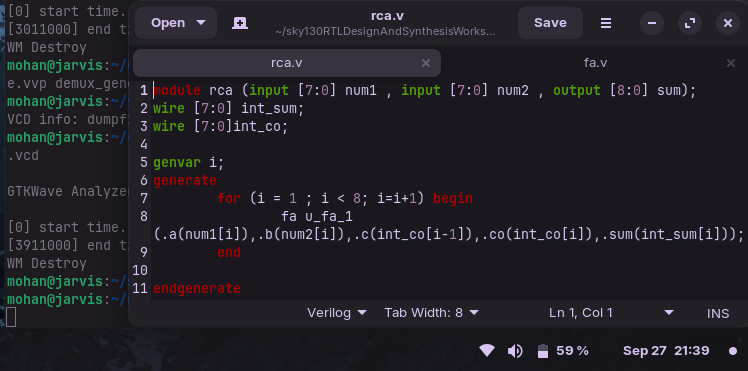 [0] start time.
[3011000] end ti
WM Destroy
mohan@jarvis:~/
e.vvp demux_gen
VCD info: dumpf
mohan@jarvis:~/
.vcd
GTKWave Analyze
[0] start time.
[3911000] end ti
WM Destroy
mohan@jarvis:~/
mohan@jarvis:~/
Open
rca.v
~/sky130RTLDesignAndSynthesisWorks...
Save
rca.v
fa.v
1 module rca (input [7:0] num1 , input [7:0] num2 , output [8:0] sum);
2 wire [7:0] int_sum;
3 wire [7:0]int_co;
4
5 genvar i;
6 generate
7 for (i = 1 ; i < 8; i=i+1) begin
8 fa u_fa_1
(.a(num1[i]),.b(num2[i]),.c(int_co[i-1]),.co(int_co[i]),.sum(int_sum[i]));
9 end
10
11 endgenerate
Verilog Tab Width: 8 Ln 1, Col 1 INS
59 % Sep 27 21:39